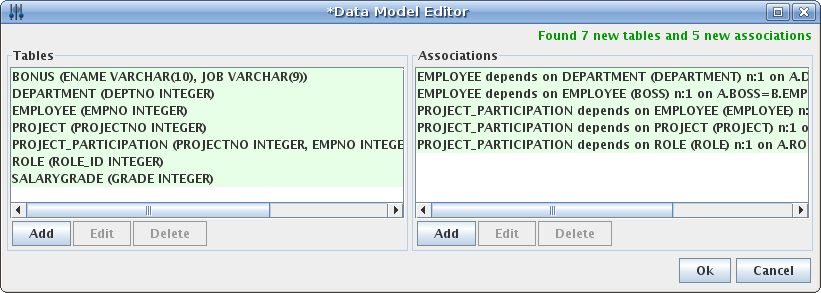 *Data Model Editor
Found 7 new tables and 5 new associations
Tables
BONUS (ENAME VARCHAR(10), JOB VARCHAR(9))
DEPARTMENT (DEPTNO INTEGER)
EMPLOYEE (EMPNO INTEGER)
PROJECT (PROJECTNO INTEGER)
PROJECT_PARTICIPATION (PROJECTNO INTEGER, EMPNO INTEGE
ROLE (ROLE_ID INTEGER)
SALARYGRADE (GRADE INTEGER)
Add Edit Delete
Associations
EMPLOYEE depends on DEPARTMENT (DEPARTMENT) n:1 on A.D
EMPLOYEE depends on EMPLOYEE (BOSS) n:1 on A.BOSS=B.EMP
PROJECT_PARTICIPATION depends on EMPLOYEE (EMPLOYEE) n:
PROJECT_PARTICIPATION depends on PROJECT (PROJECT) n:1 o
PROJECT_PARTICIPATION depends on ROLE (ROLE) n:1 on A.RO
Add Edit Delete
Ok Cancel